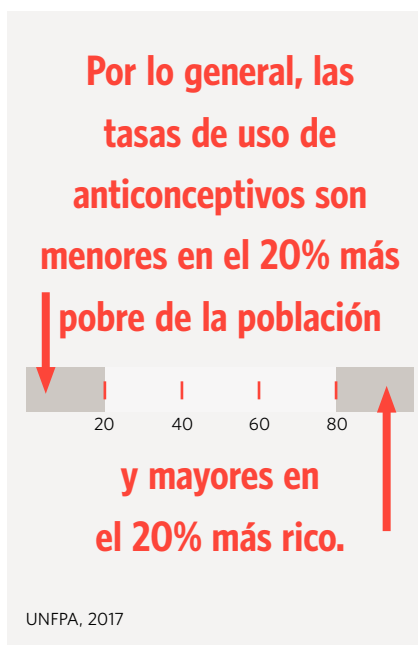 Por lo general, las
tasas de uso de
anticonceptivos son
menores en el 20% más
pobre de la población
20 40 60 80
y mayores en
el 20% más rico.
UNFPA, 2017